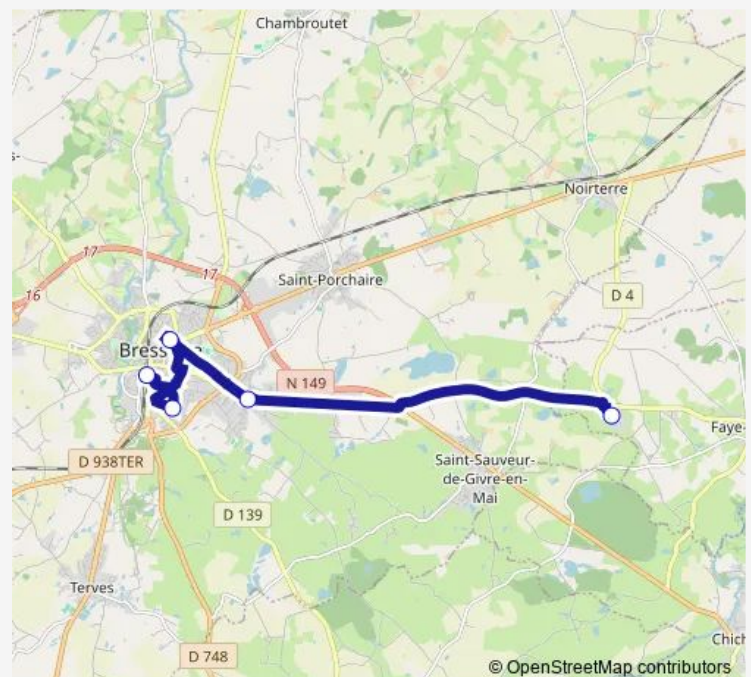 Chambroutet
Noirterre
17
17
16
Saint-Porchaire
D 4
N 149
Faye-
Saint-Sauveur-
de-Givre-en-
Mai
D 938TER
D 139
Terves
D 748
Chich
© OpenStreetMap contributors